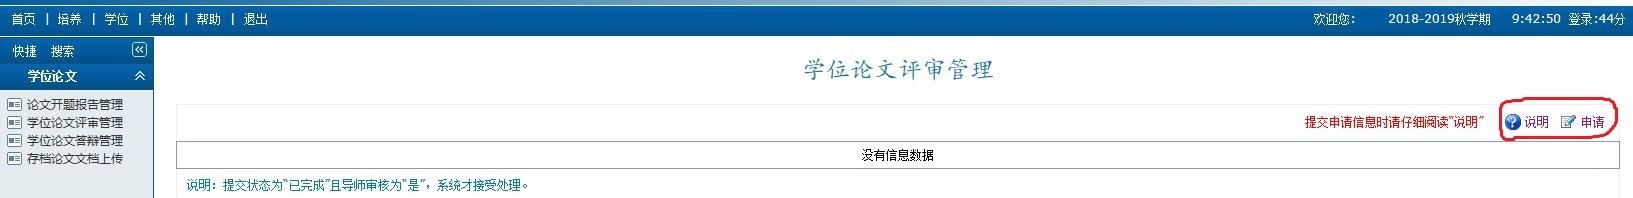 首页 | 培养 | 学位 | 其他 | 帮助 | 退出
欢迎您: 2018-2019秋学期 9:42:50 登录:44分
快捷 搜索
学位论文
论文开题报告管理
学位论文评审管理
学位论文答辩管理
存档论文文档上传
学位论文评审管理
提交申请信息时请仔细阅读“说明” 说明 申请
没有信息数据
说明：提交状态为“已完成”且导师审核为“是”，系统才接受处理。